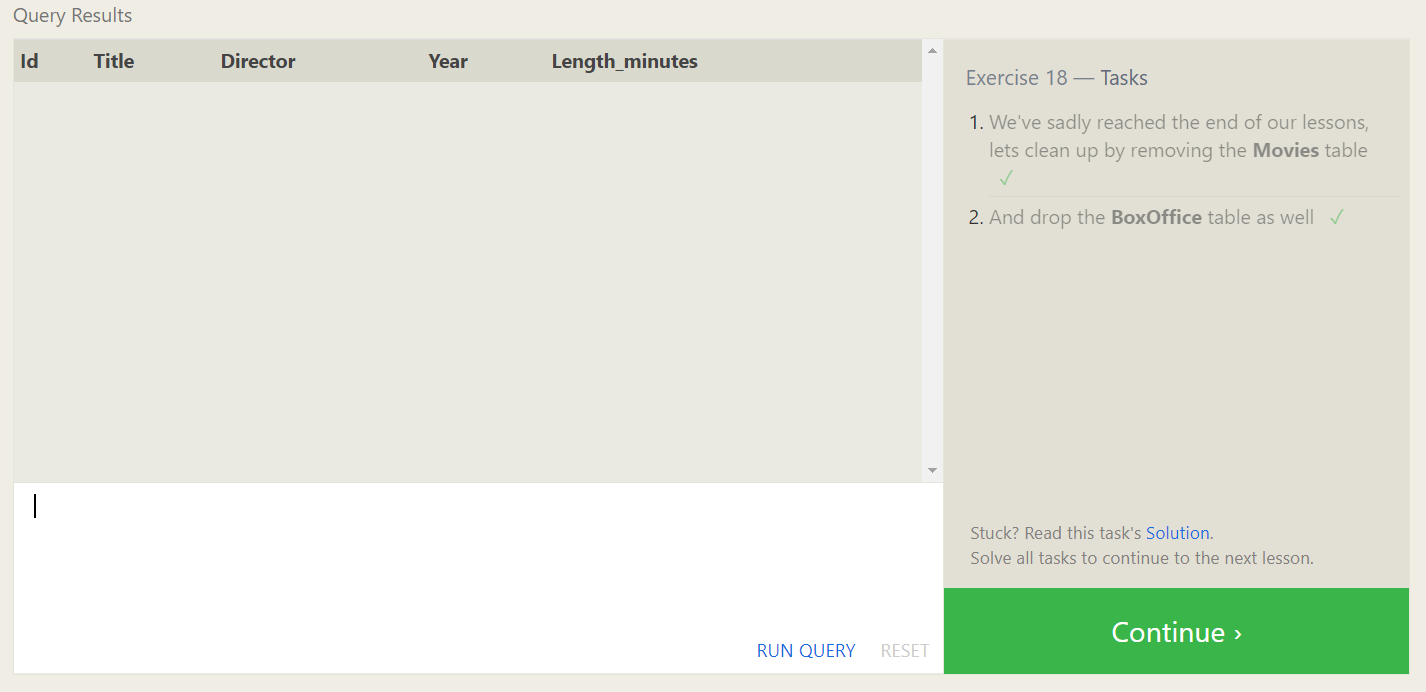 Query Results
Id Title Director Year Length_minutes
Exercise 18 — Tasks
1. We've sadly reached the end of our lessons,
lets clean up by removing the Movies table
✓
2. And drop the BoxOffice table as well ✓
Stuck? Read this task's Solution.
Solve all tasks to continue to the next lesson.
RUN QUERY RESET
Continue ›